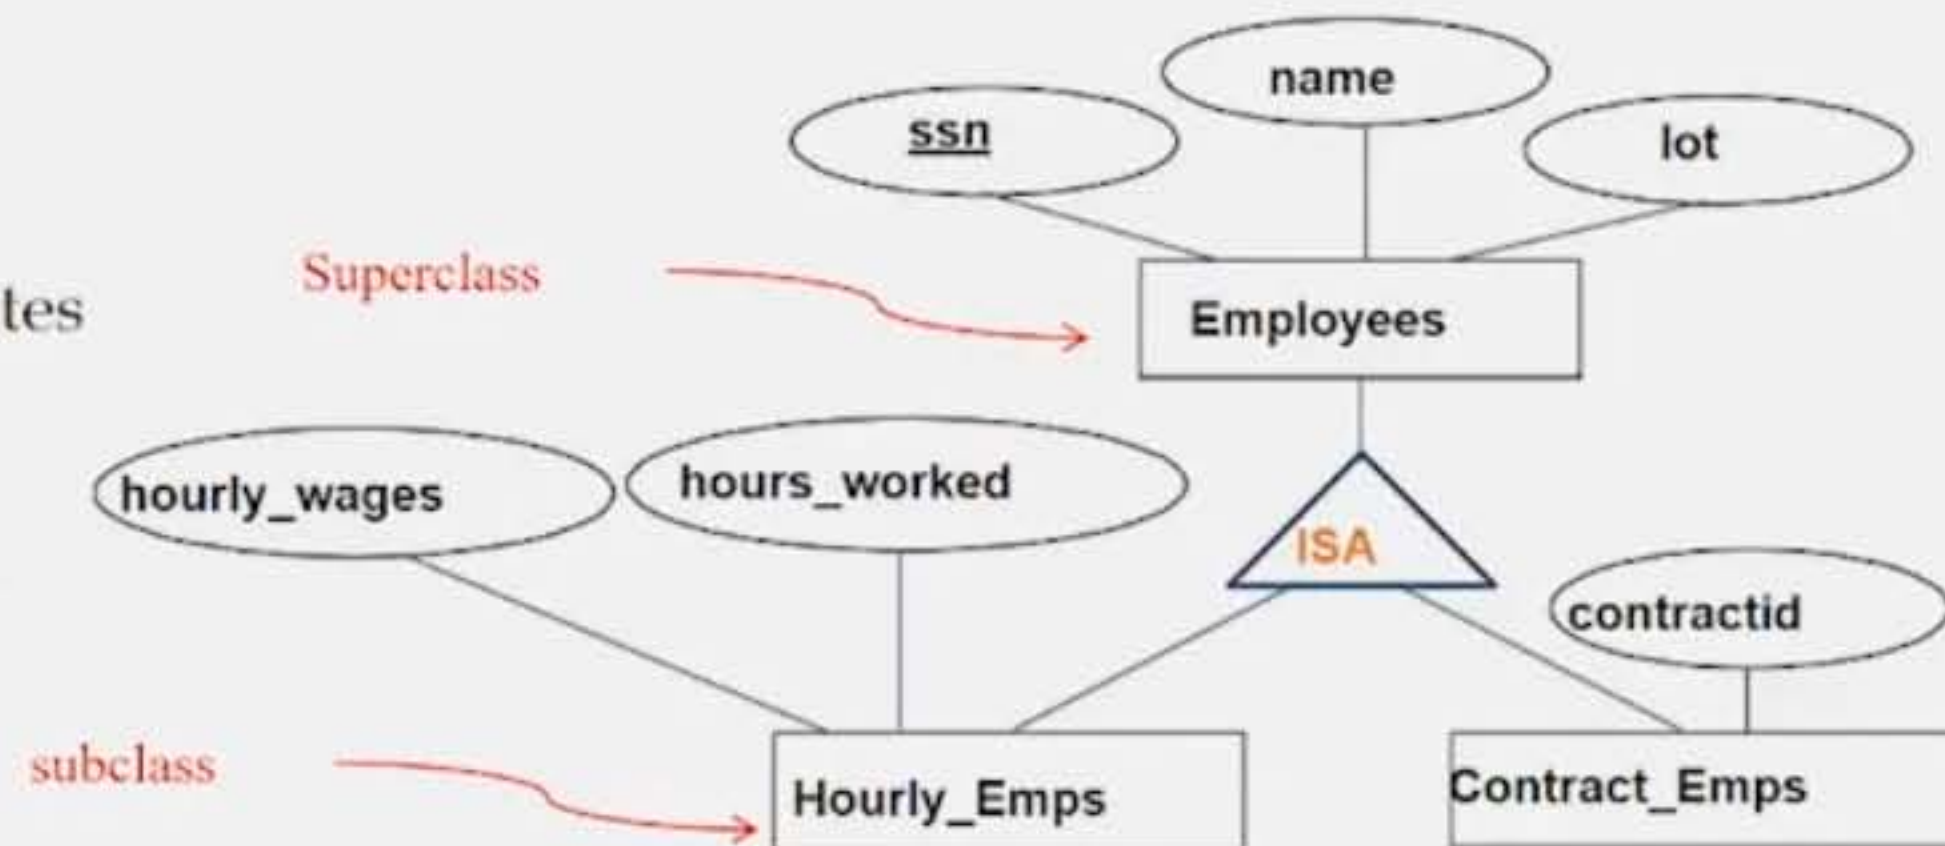 name
ssn
lot
Superclass
tes
Employees
hourly_wages
hours_worked
ISA
contractid
subclass
Hourly_Emps
Contract_Emps